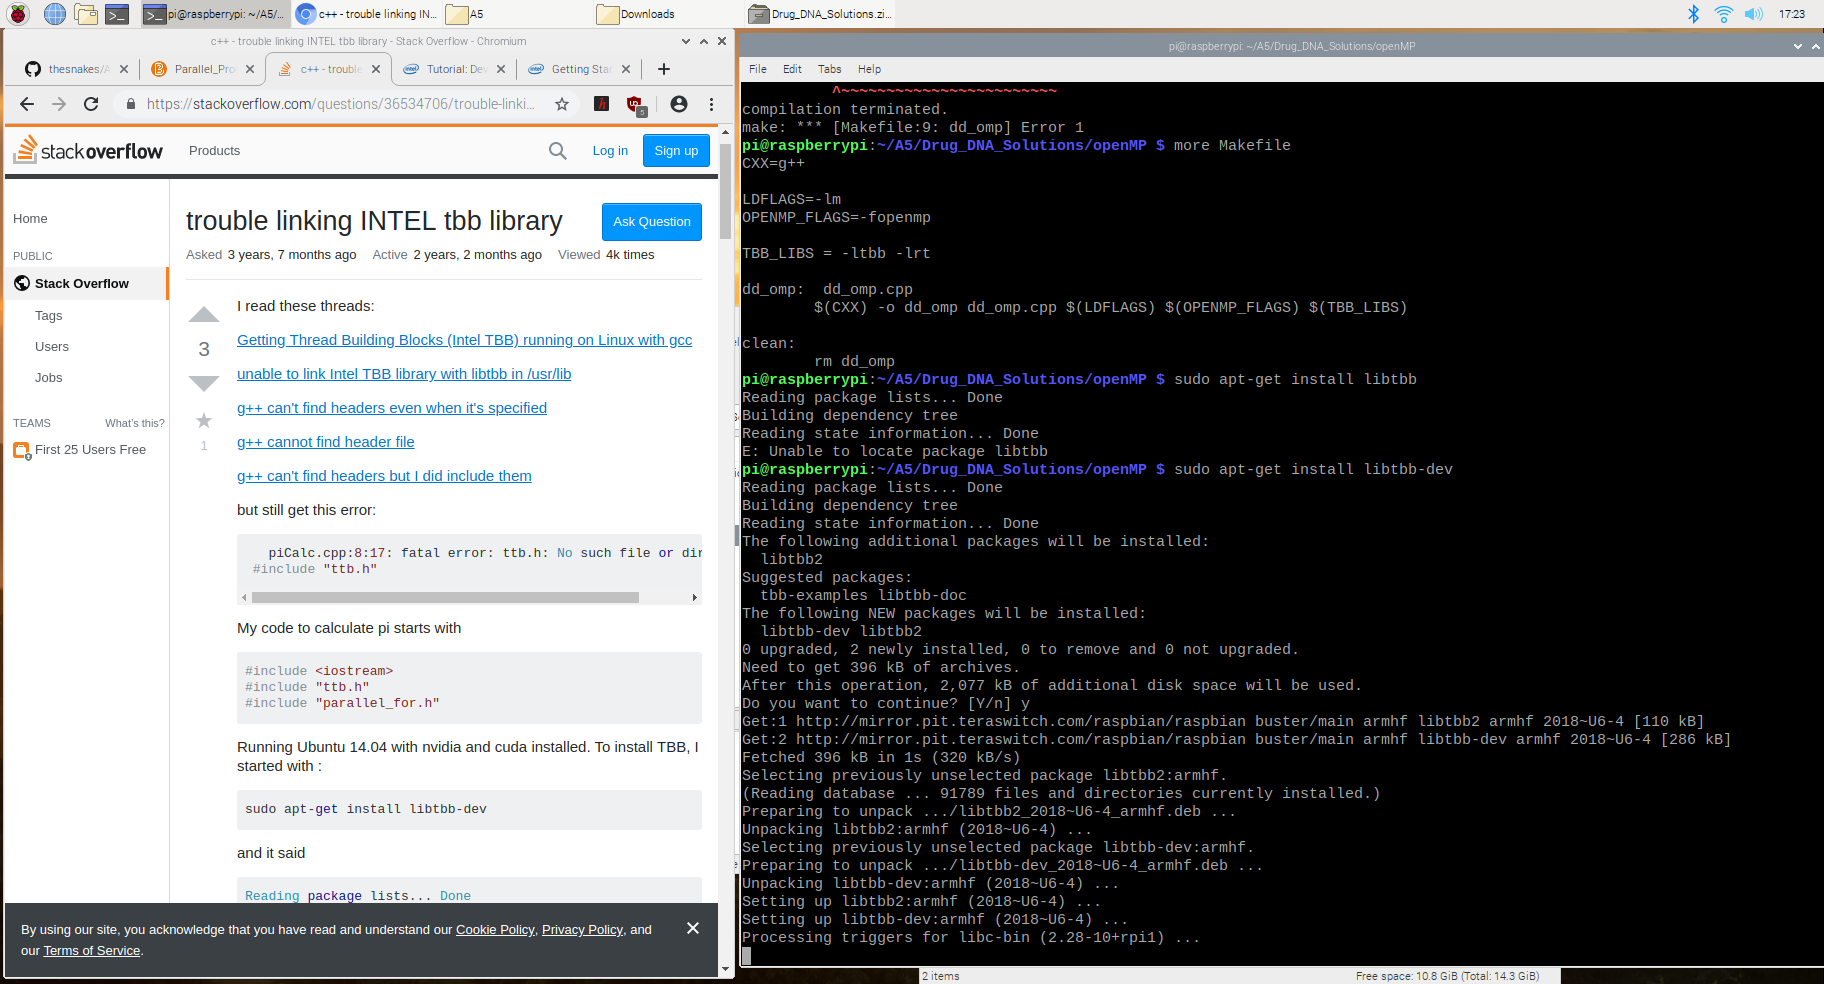 pi@raspberrypi: ~/A5/...
c++ - trouble linking IN...
A5
Downloads
Drug_DNA_Solutions.zi...
17:23
c++ - trouble linking INTEL tbb library - Stack Overflow - Chromium
thesnakes/A
Parallel_Pro
c++ - trouble
Tutorial: Dev
Getting Star
https://stackoverflow.com/questions/36534706/trouble-linki...
stackoverflow
Products
Log in
Sign up
Home
PUBLIC
Stack Overflow
Tags
Users
Jobs
TEAMS What's this?
First 25 Users Free
trouble linking INTEL tbb library
Ask Question
Asked 3 years, 7 months ago Active 2 years, 2 months ago Viewed 4k times
3
1
I read these threads:
Getting Thread Building Blocks (Intel TBB) running on Linux with gcc
unable to link Intel TBB library with libtbb in /usr/lib
g++ can't find headers even when it's specified
g++ cannot find header file
g++ can't find headers but I did include them
but still get this error:
piCalc.cpp:8:17: fatal error: ttb.h: No such file or dir
#include "ttb.h"
My code to calculate pi starts with
#include <iostream>
#include "ttb.h"
#include "parallel_for.h"
Running Ubuntu 14.04 with nvidia and cuda installed. To install TBB, I
started with :
sudo apt-get install libtbb-dev
and it said
Reading package lists... Done
By using our site, you acknowledge that you have read and understand our Cookie Policy, Privacy Policy, and
our Terms of Service.
pi@raspberrypi: ~/A5/Drug_DNA_Solutions/openMP
File Edit Tabs Help
^~~~~~~~~~~~~~~~~~~~~~~~~
compilation terminated.
make: *** [Makefile:9: dd_omp] Error 1
pi@raspberrypi:~/A5/Drug_DNA_Solutions/openMP $ more Makefile
CXX=g++
LDFLAGS=-lm
OPENMP_FLAGS=-fopenmp
TBB_LIBS = -ltbb -lrt
dd_omp:  dd_omp.cpp
$(CXX) -o dd_omp dd_omp.cpp $(LDFLAGS) $(OPENMP_FLAGS) $(TBB_LIBS)
clean:
rm dd_omp
pi@raspberrypi:~/A5/Drug_DNA_Solutions/openMP $ sudo apt-get install libtbb
Reading package lists... Done
Building dependency tree
Reading state information... Done
E: Unable to locate package libtbb
pi@raspberrypi:~/A5/Drug_DNA_Solutions/openMP $ sudo apt-get install libtbb-dev
Reading package lists... Done
Building dependency tree
Reading state information... Done
The following additional packages will be installed:
libtbb2
Suggested packages:
tbb-examples libtbb-doc
The following NEW packages will be installed:
libtbb-dev libtbb2
0 upgraded, 2 newly installed, 0 to remove and 0 not upgraded.
Need to get 396 kB of archives.
After this operation, 2,077 kB of additional disk space will be used.
Do you want to continue? [Y/n] y
Get:1 http://mirror.pit.teraswitch.com/raspbian/raspbian buster/main armhf libtbb2 armhf 2018~U6-4 [110 kB]
Get:2 http://mirror.pit.teraswitch.com/raspbian/raspbian buster/main armhf libtbb-dev armhf 2018~U6-4 [286 kB]
Fetched 396 kB in 1s (320 kB/s)
Selecting previously unselected package libtbb2:armhf.
(Reading database ... 91789 files and directories currently installed.)
Preparing to unpack .../libtbb2_2018~U6-4_armhf.deb ...
Unpacking libtbb2:armhf (2018~U6-4) ...
Selecting previously unselected package libtbb-dev:armhf.
Preparing to unpack .../libtbb-dev_2018~U6-4_armhf.deb ...
Unpacking libtbb-dev:armhf (2018~U6-4) ...
Setting up libtbb2:armhf (2018~U6-4) ...
Setting up libtbb-dev:armhf (2018~U6-4) ...
Processing triggers for libc-bin (2.28-10+rpi1) ...
2 items
Free space: 10.8 GiB (Total: 14.3 GiB)